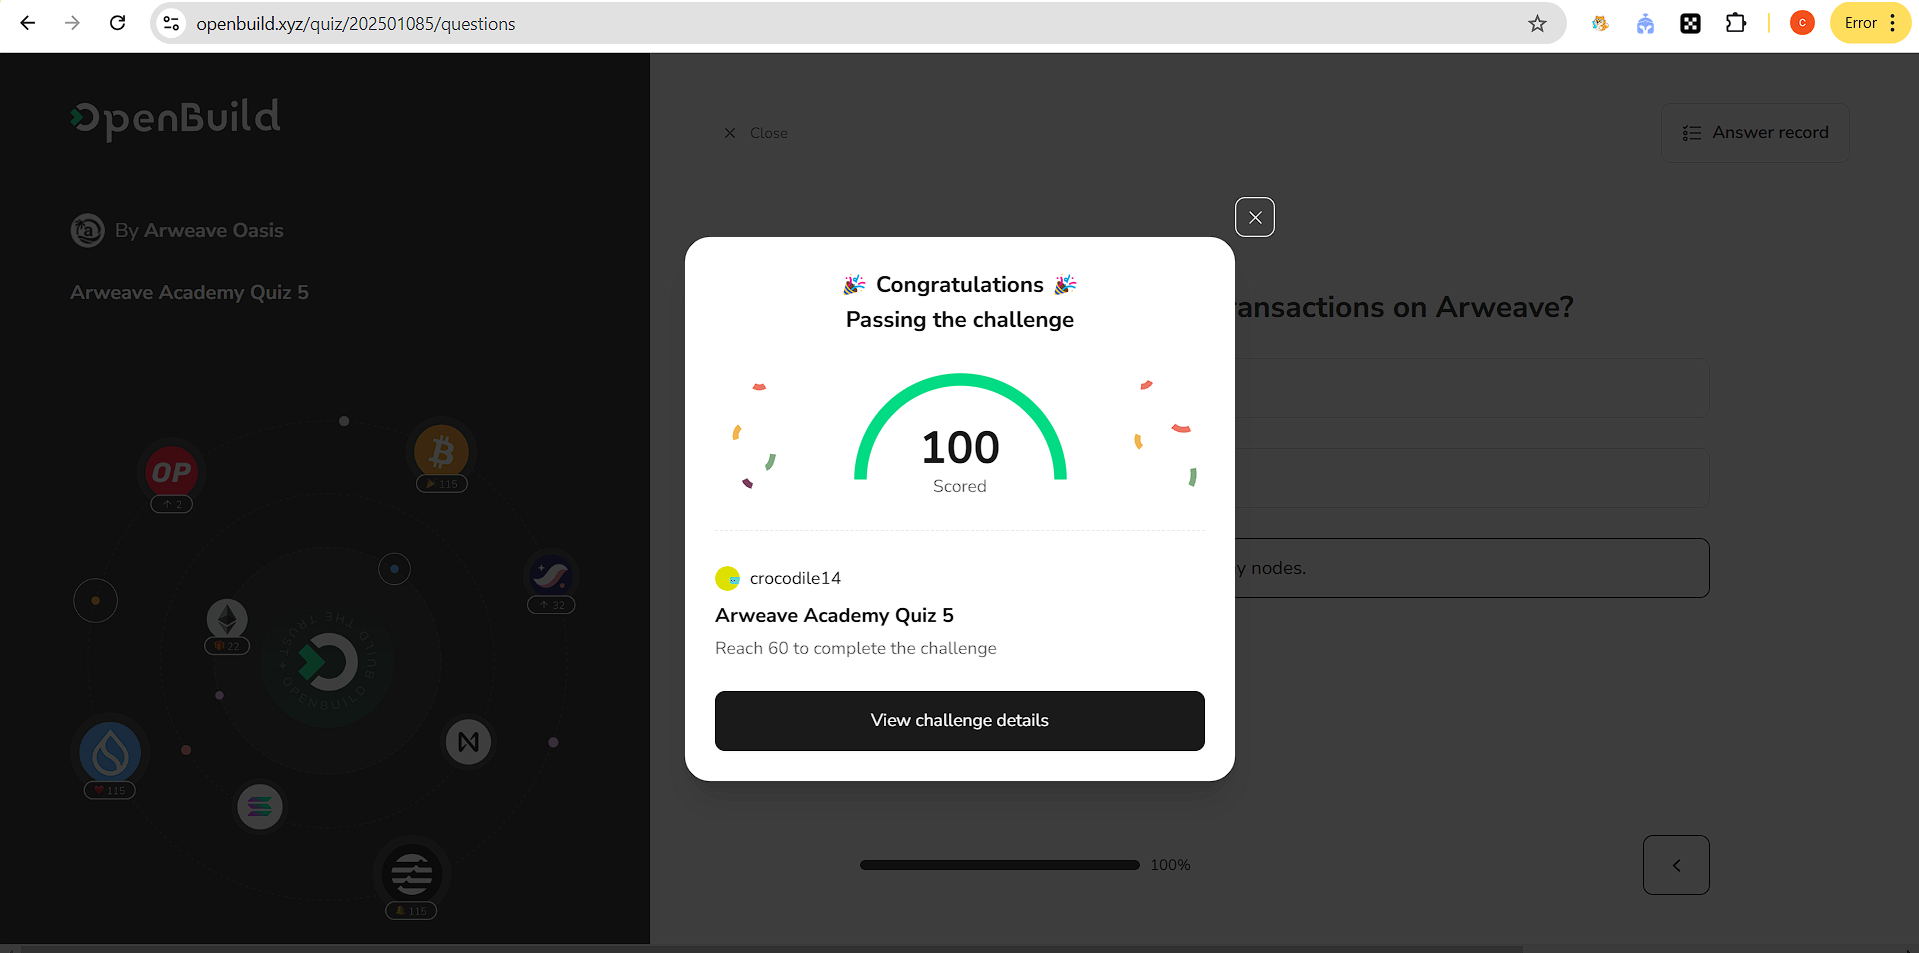 openbuild.xyz/quiz/202501085/questions
C
Error
OpenBuild
Close
Answer record
By Arweave Oasis
Arweave Academy Quiz 5
ansactions on Arweave?
y nodes.
🎉 Congratulations 🎉
Passing the challenge
100
Scored
crocodile14
Arweave Academy Quiz 5
Reach 60 to complete the challenge
View challenge details
OP
2
115
32
22
BUILD THE TRUST • OPENBUILD
115
115
100%